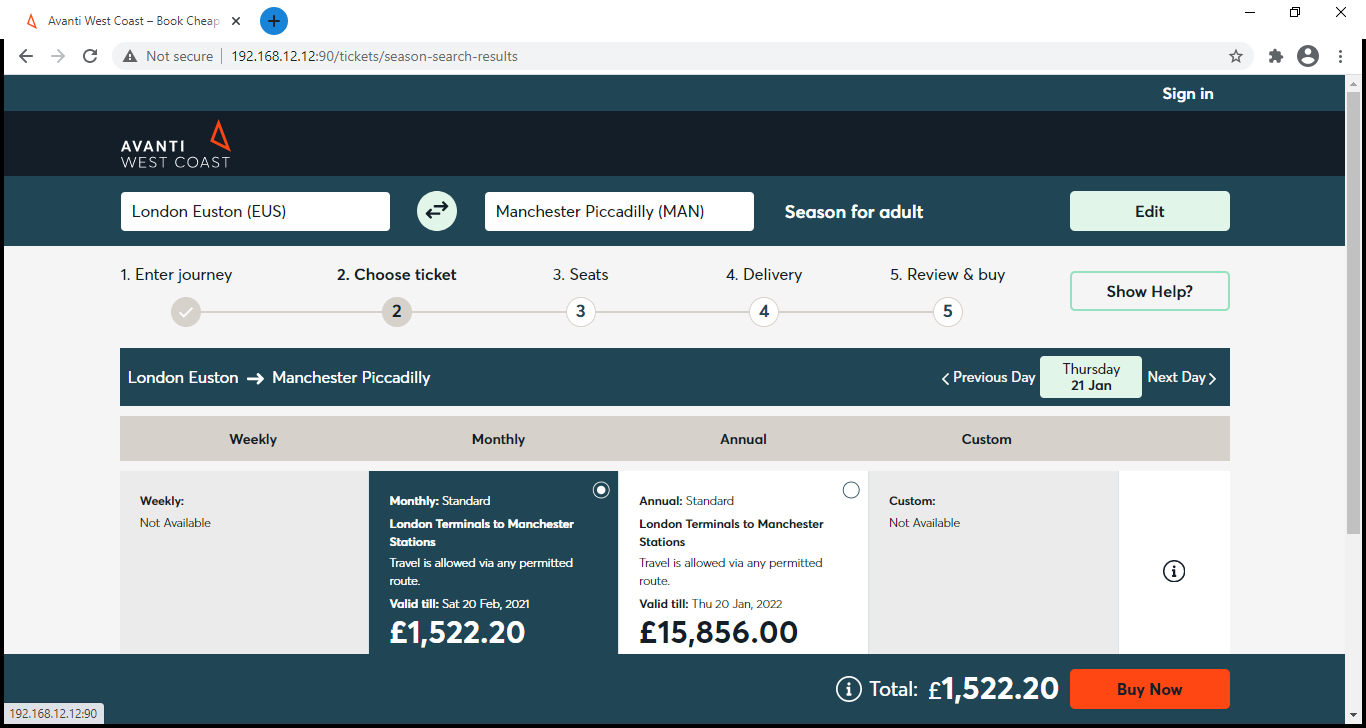 Avanti West Coast – Book Cheap
Not secure
192.168.12.12:90/tickets/season-search-results
Sign in
AVANTI
WEST COAST
London Euston (EUS)
Manchester Piccadilly (MAN)
Season for adult
Edit
1. Enter journey
2. Choose ticket
3. Seats
4. Delivery
5. Review & buy
2
3
4
5
Show Help?
London Euston
Manchester Piccadilly
Previous Day
Thursday
21 Jan
Next Day
Weekly
Monthly
Annual
Custom
Weekly:
Not Available
Monthly: Standard
London Terminals to Manchester
Stations
Travel is allowed via any permitted
route.
Valid till: Sat 20 Feb, 2021
£1,522.20
Annual: Standard
London Terminals to Manchester
Stations
Travel is allowed via any permitted
route.
Valid till: Thu 20 Jan, 2022
£15,856.00
Custom:
Not Available
Total: £1,522.20
Buy Now
192.168.12.12:90